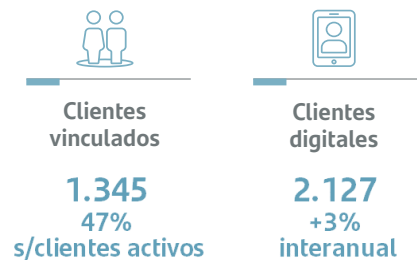 Clientes
vinculados
1.345
47%
s/clientes activos
Clientes
digitales
2.127
+3%
interanual